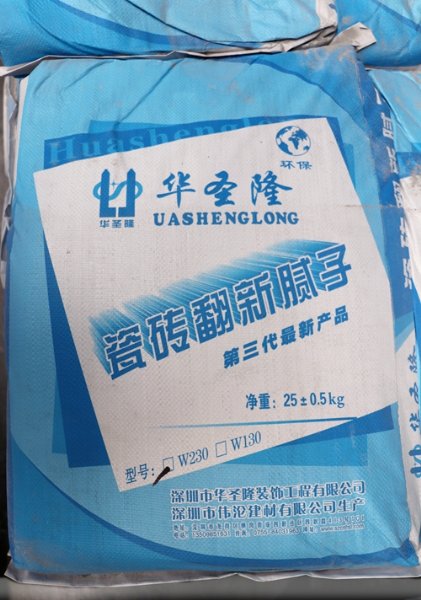 Huashenglong
环保
华圣隆
华圣隆
UASHENGLONG
瓷砖翻新腻子
第三代最新产品
净重：25±0.5kg
型号：□W230 □W130
深圳市华圣隆装饰工程有限公司
深圳市伟沦建材有限公司生产